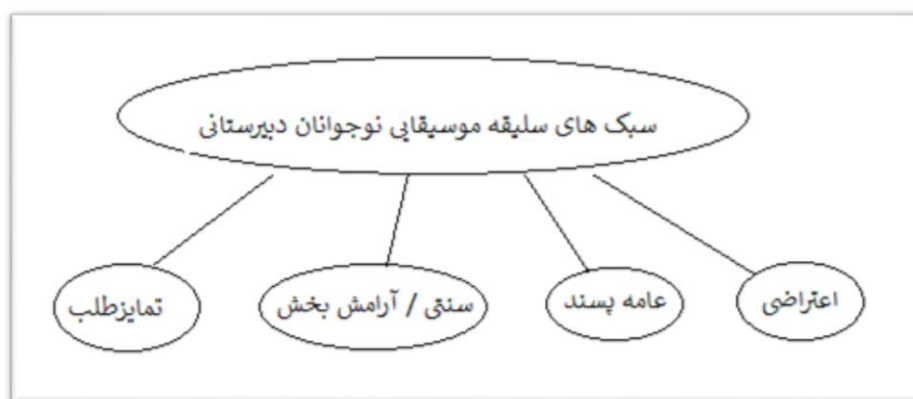 سبک های سلیقه موسیقایی نوجوانان دبیرستانی
اعتراضی
عامه پسند
سنتی / آرامش بخش
تمایزطلب